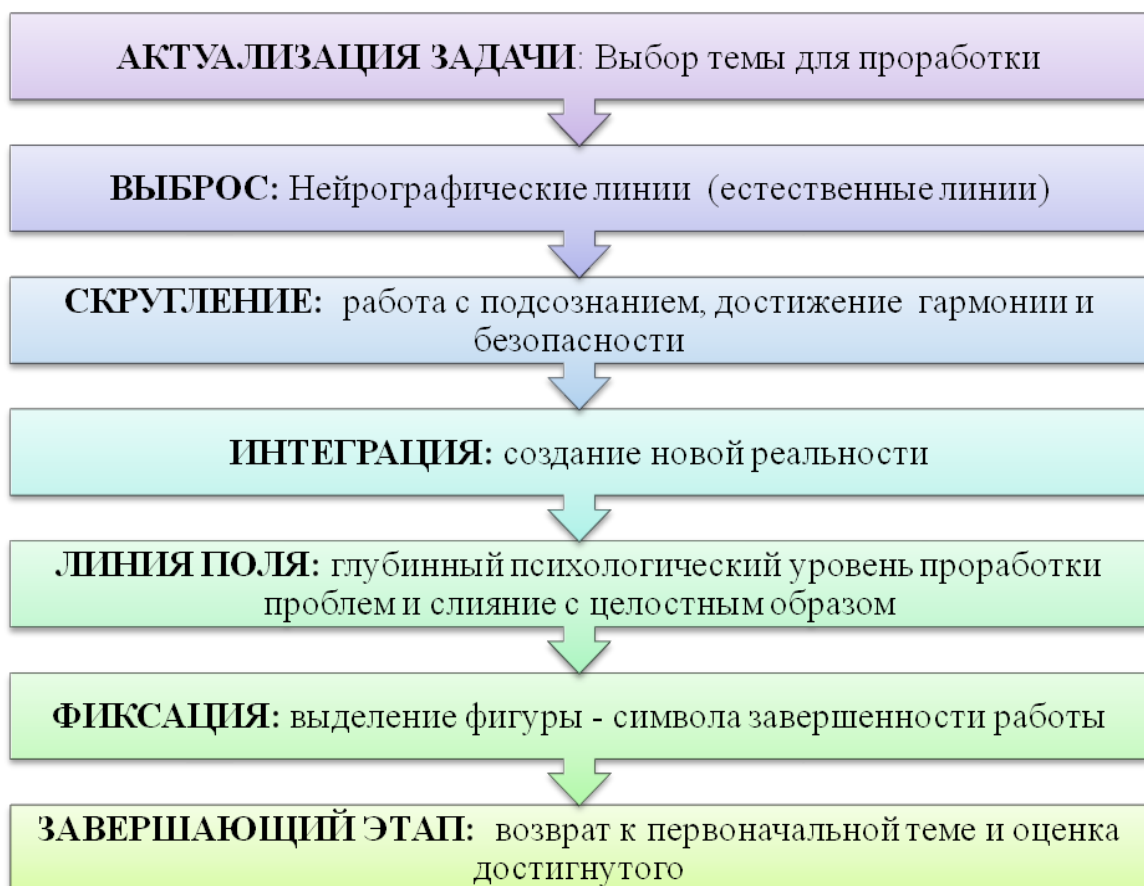 АКТУАЛИЗАЦИЯ ЗАДАЧИ: Выбор темы для проработки
ВЫБРОС: Нейрографические линии (естественные линии)
СКРУГЛЕНИЕ: работа с подсознанием, достижение гармонии и
безопасности
ИНТЕГРАЦИЯ: создание новой реальности
ЛИНИЯ ПОЛЯ: глубинный психологический уровень проработки
проблем и слияние с целостным образом
ФИКСАЦИЯ: выделение фигуры - символа завершенности работы
ЗАВЕРШАЮЩИЙ ЭТАП: возврат к первоначальной теме и оценка
достигнутого